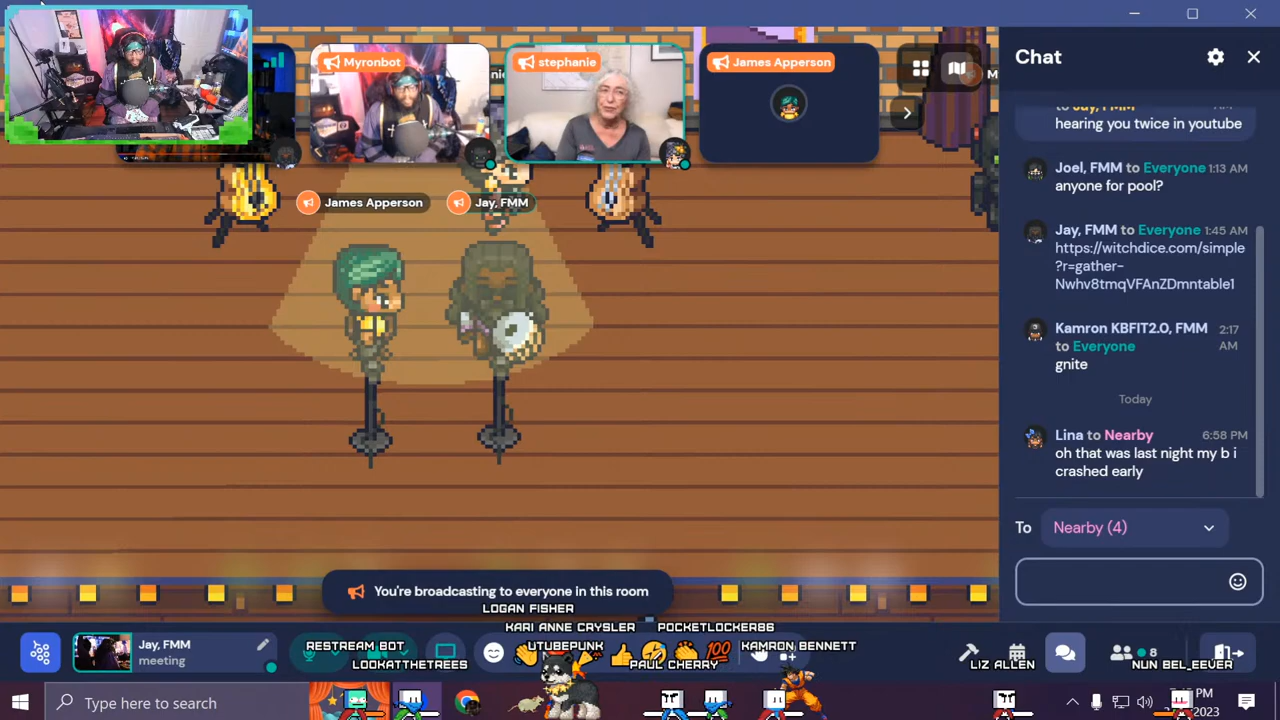 Chat
Myronbot
stephanie
James Apperson
to Jay, FMM
hearing you twice in youtube
Joel, FMM to Everyone 1:13 AM
anyone for pool?
James Apperson
Jay, FMM
Jay, FMM to Everyone 1:45 AM
https://witchdice.com/simple
?r=gather-
Nwhv8tmqVFAnZDmntable1
Kamron KBFIT2.0, FMM
to Everyone
2:17
AM
gnite
Today
Lina to Nearby 6:58 PM
oh that was last night my b i
crashed early
To Nearby (4)
You're broadcasting to everyone in this room
LOGAN FISHER
KARI ANNE CRYSLER
POCKETLOCKER86
Jay, FMM
meeting
RESTREAM BOT
UTUBEPUNK
KAMRON BENNETT
LOOKATTHETREES
PAUL CHERRY
100
8
LIZ ALLEN
NUN BEL_EEVER
Type here to search
PM
2023